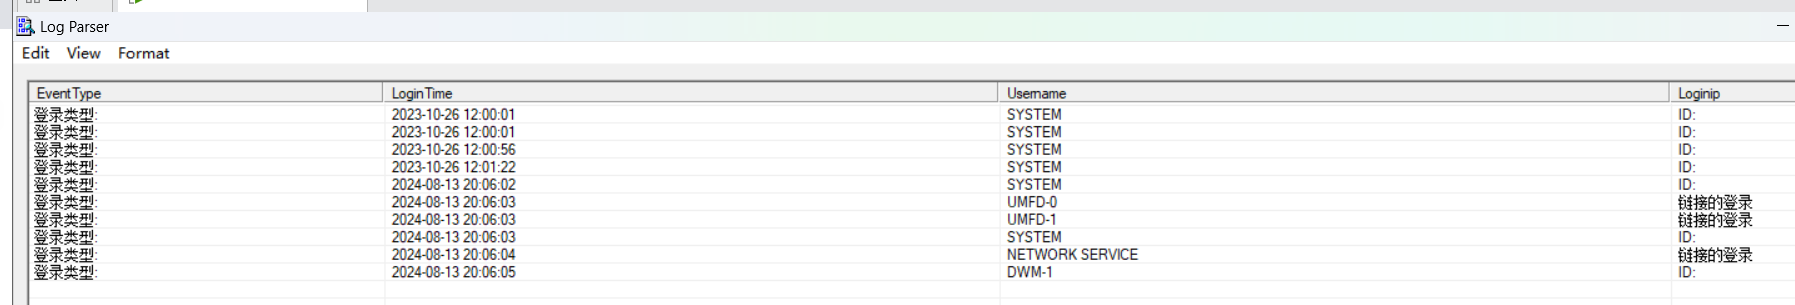 Log Parser
Edit View Format
EventType LoginTime Username Loginip
登录类型: 2023-10-26 12:00:01 SYSTEM ID:
登录类型: 2023-10-26 12:00:01 SYSTEM ID:
登录类型: 2023-10-26 12:00:56 SYSTEM ID:
登录类型: 2023-10-26 12:01:22 SYSTEM ID:
登录类型: 2024-08-13 20:06:02 SYSTEM ID:
登录类型: 2024-08-13 20:06:03 UMFD-0 链接的登录
登录类型: 2024-08-13 20:06:03 UMFD-1 链接的登录
登录类型: 2024-08-13 20:06:03 SYSTEM ID:
登录类型: 2024-08-13 20:06:04 NETWORK SERVICE 链接的登录
登录类型: 2024-08-13 20:06:05 DWM-1 ID: